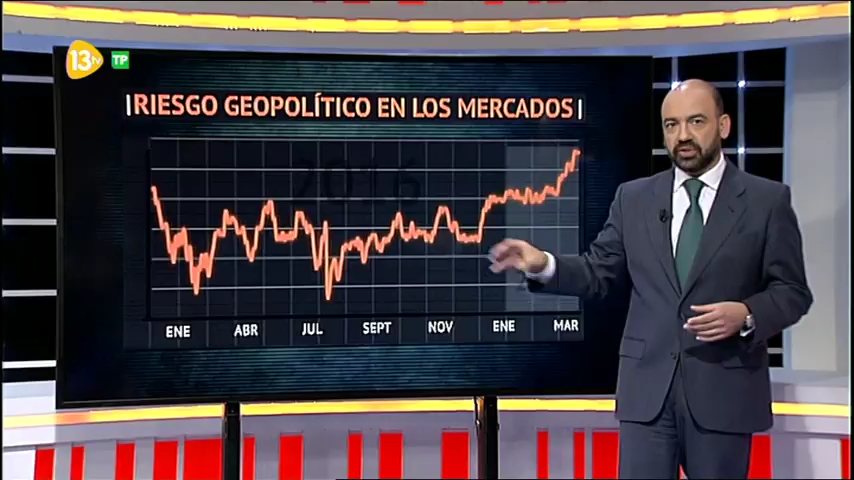 13tv
TP
RIESGO GEOPOLÍTICO EN LOS MERCADOS
2016
ENE ABR JUL SEPT NOV ENE MAR